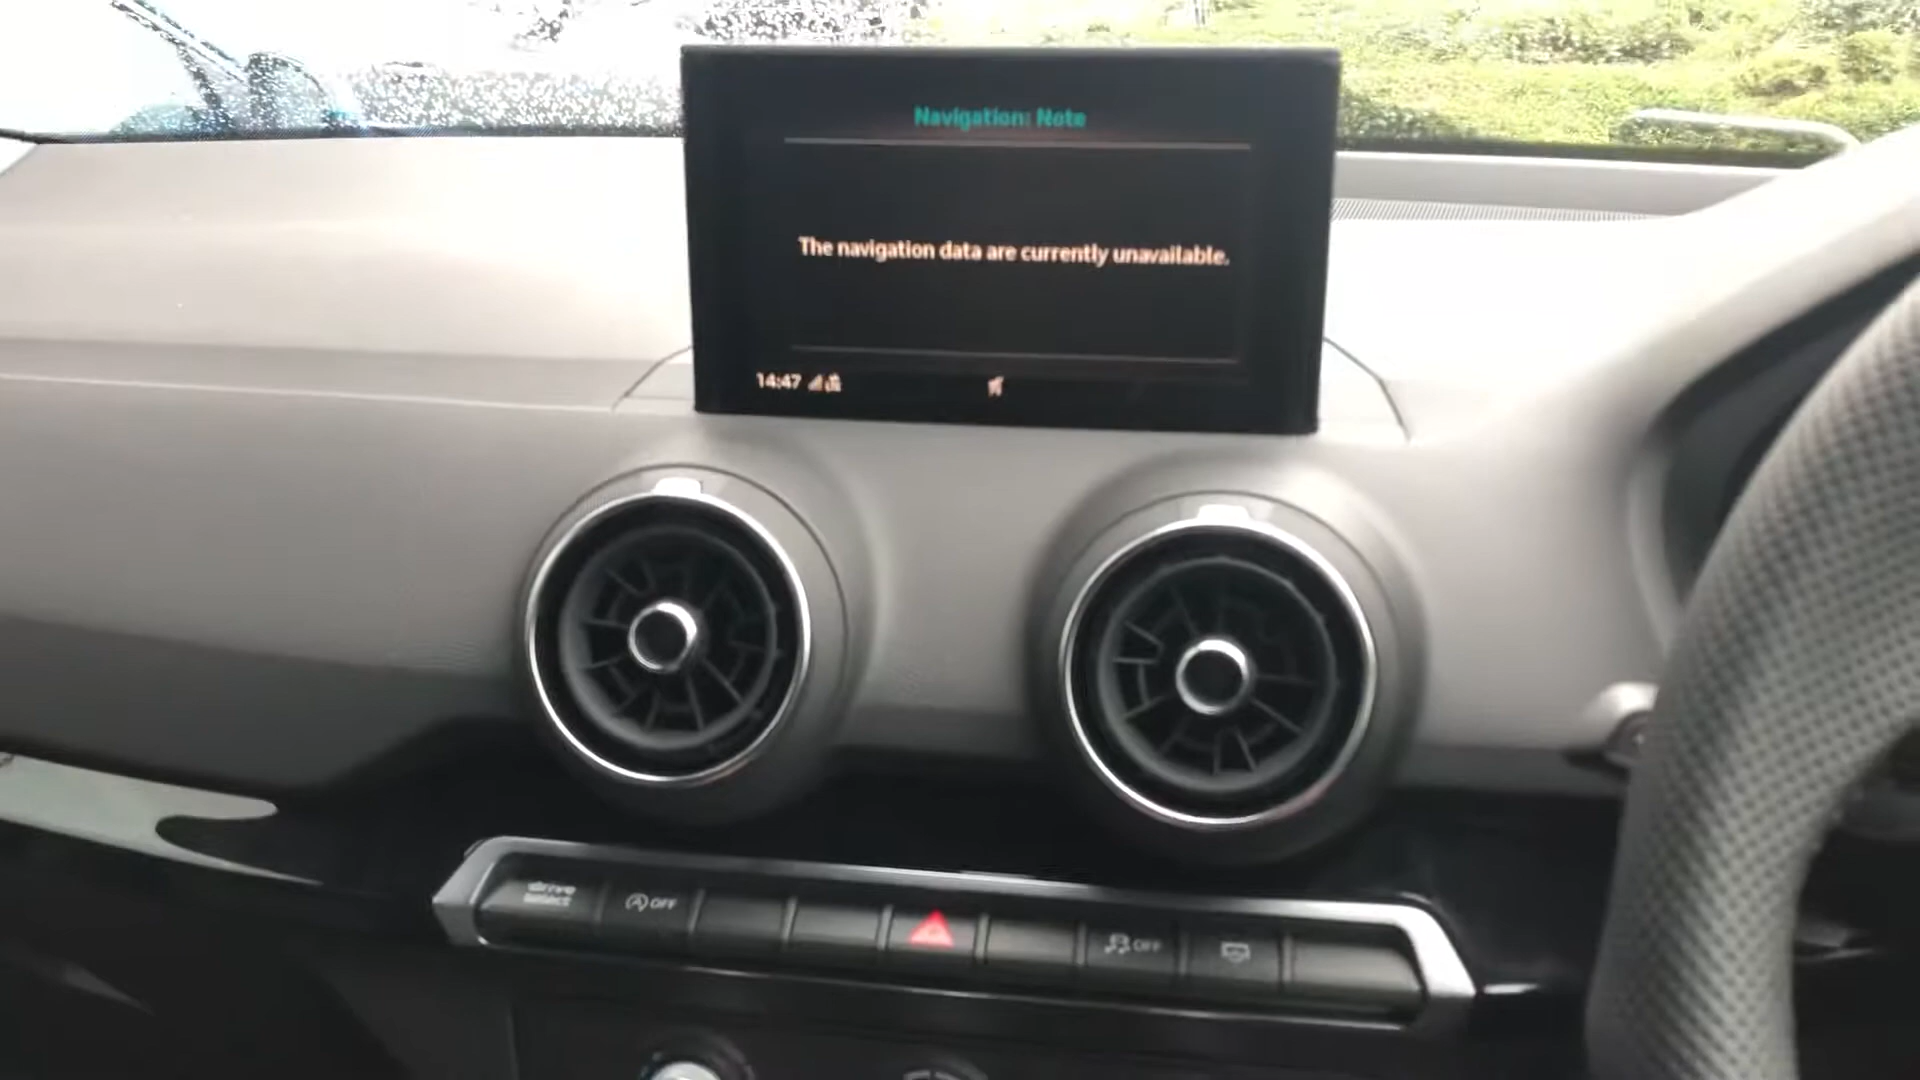 Navigation: Note
The navigation data are currently unavailable.
14:47
drive
select
OFF
OFF